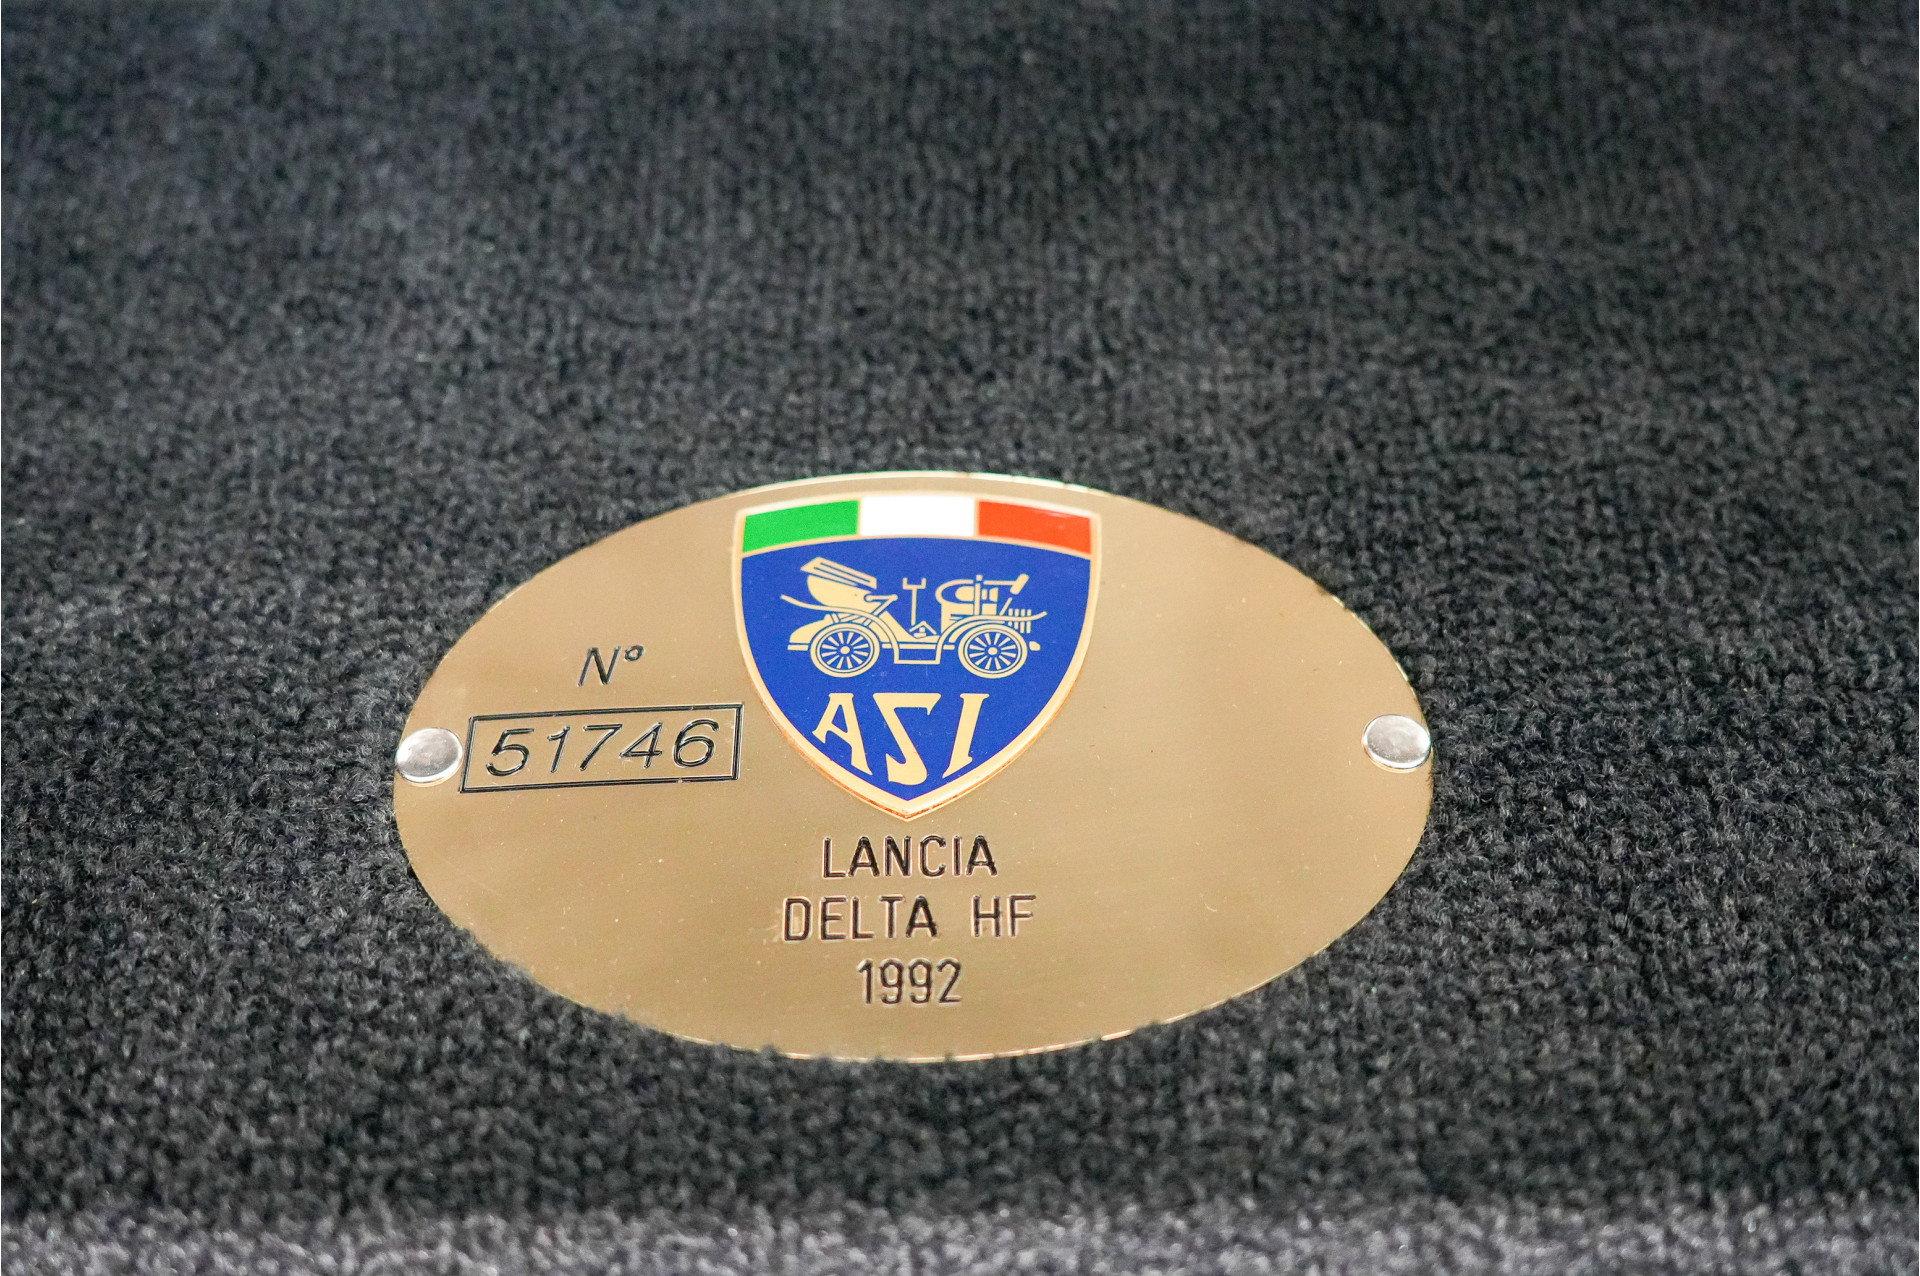 ASI
N°
51746
LANCIA
DELTA HF
1992